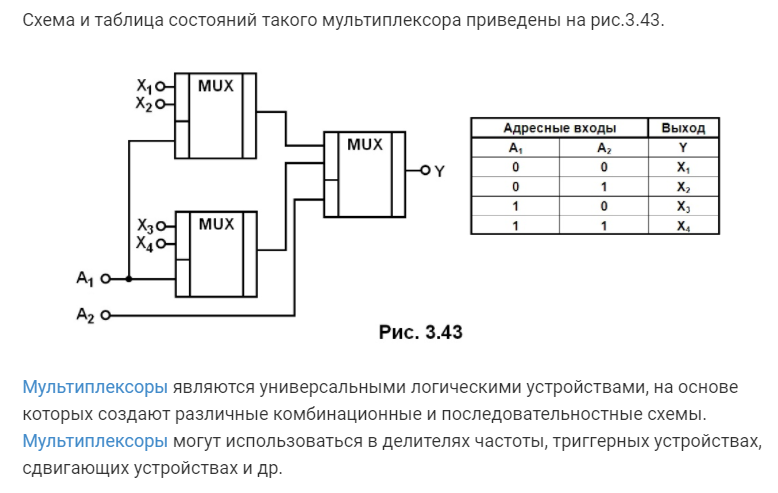 Схема и таблица состояний такого мультиплексора приведены на рис.3.43.
X₁
X₂
MUX
MUX
Y
X₃
X₄
MUX
A₁
A₂
Адресные входы Выход
A₁ A₂ Y
0 0 X₁
0 1 X₂
1 0 X₃
1 1 X₄
Рис. 3.43
Мультиплексоры являются универсальными логическими устройствами, на основе
которых создают различные комбинационные и последовательностные схемы.
Мультиплексоры могут использоваться в делителях частоты, триггерных устройствах,
сдвигающих устройствах и др.